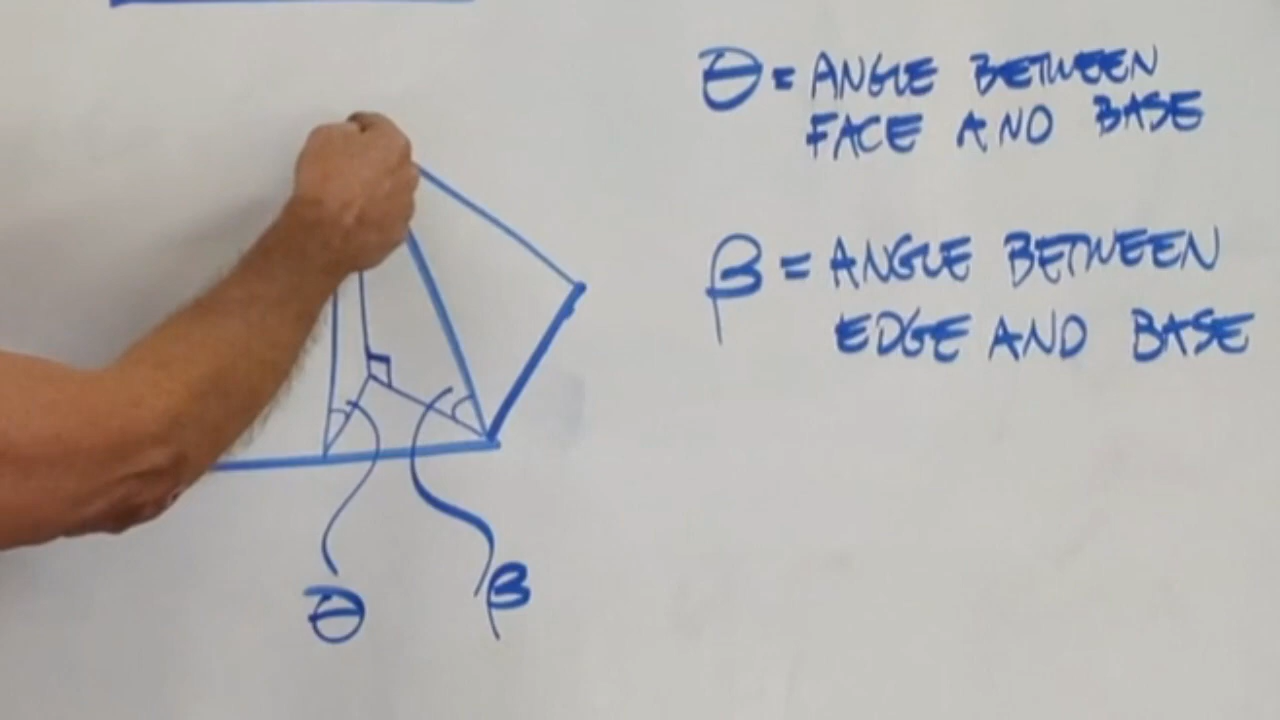 θ = ANGLE BETWEEN
FACE AND BASE
β = ANGLE BETWEEN
EDGE AND BASE
θ
β